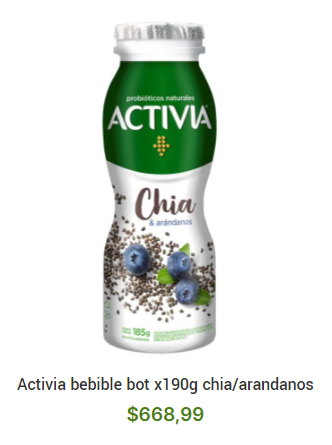 probióticos naturales
ACTIVIA
Chia
& arándanos
185g
Activia bebible bot x190g chia/arandanos
$668,99